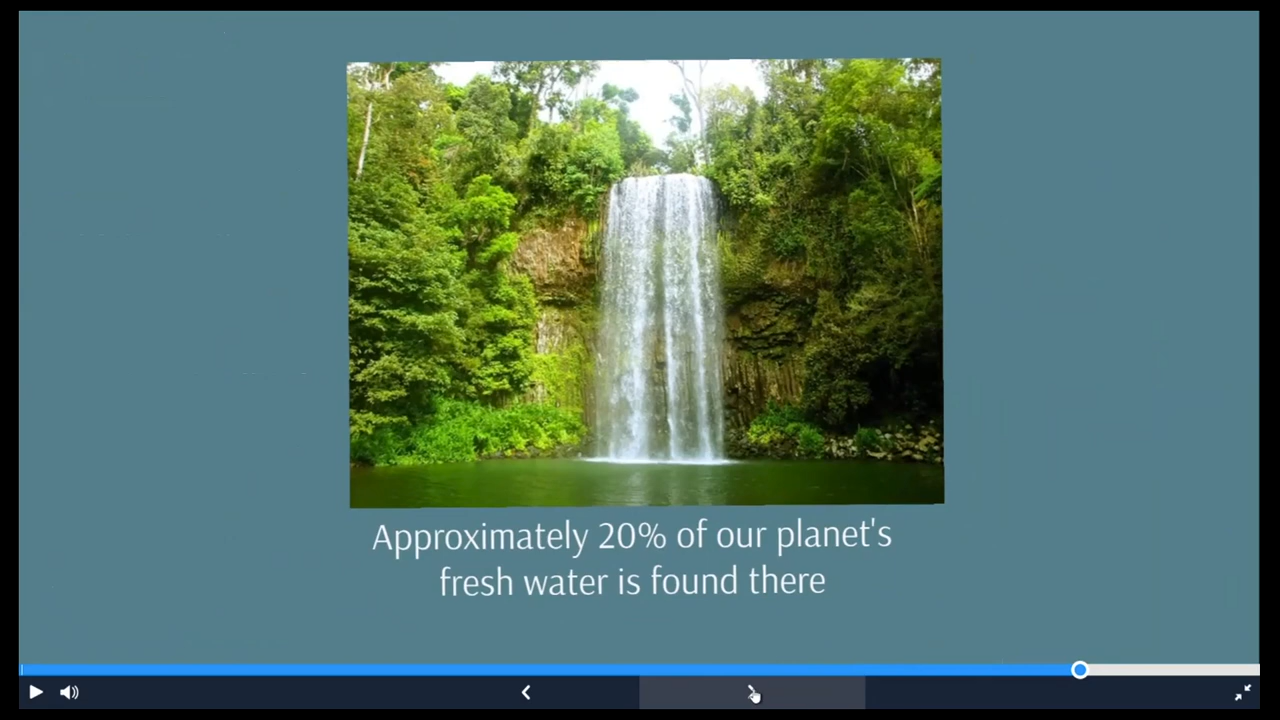 Approximately 20% of our planet's
fresh water is found there